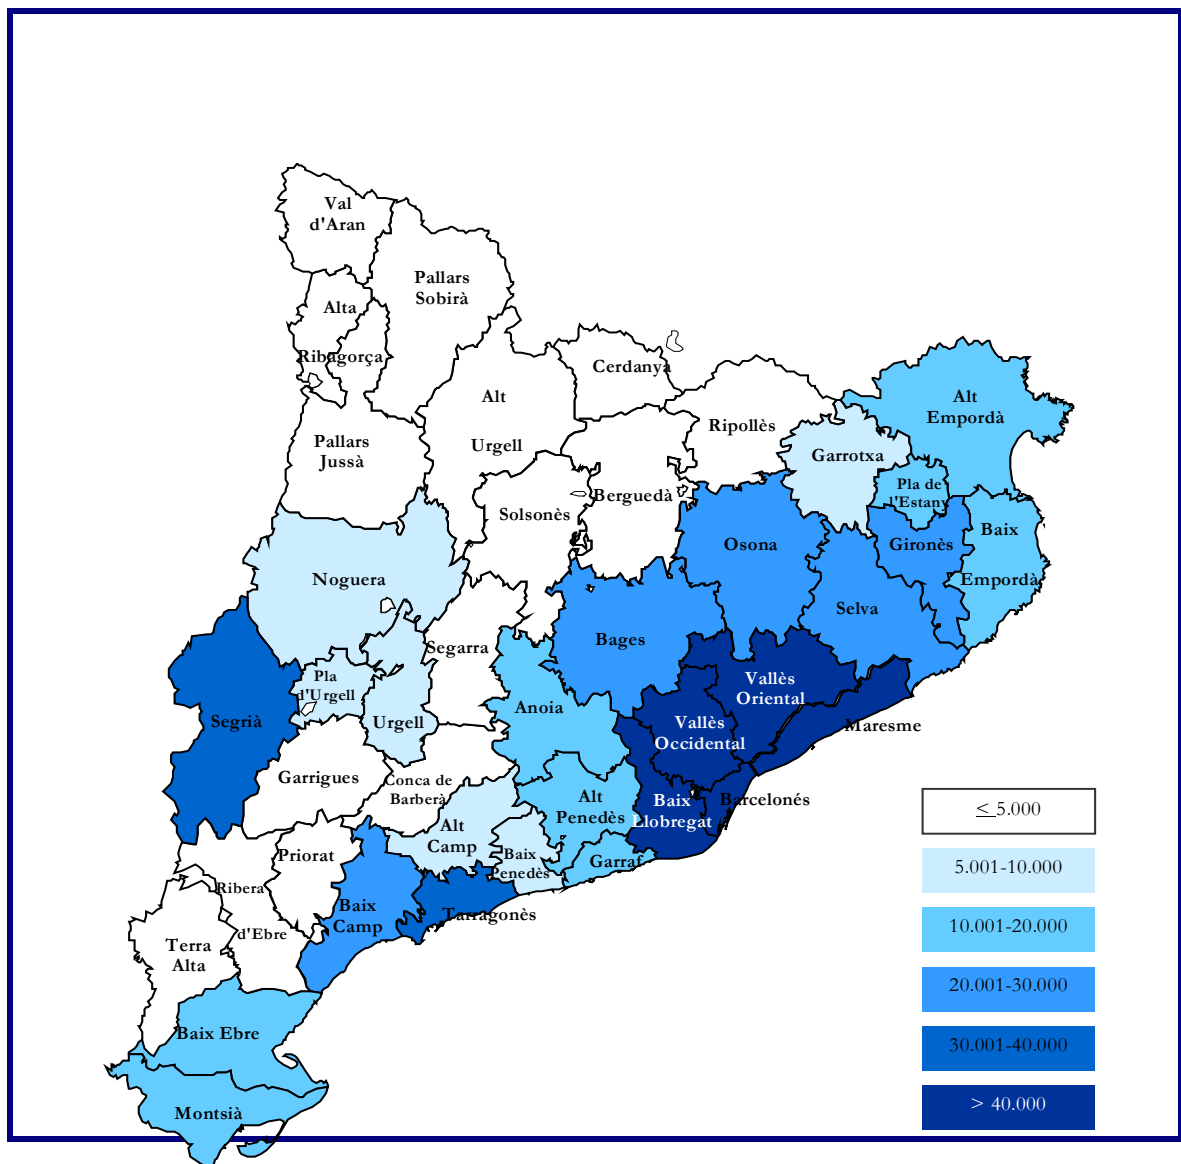 Val
d'Aran
Pallars
Sobirà
Alta
Ribagorça
Cerdanya
Alt
Urgell
Alt
Empordà
Ripollès
Pallars
Jussà
Garrotxa
Pla de
l'Estany
Berguedà
Solsonès
Baix
Empordà
Osona
Gironès
Noguera
Selva
Bages
Segarra
Pla
d'Urgell
Vallès
Oriental
Anoia
Segrià
Urgell
Vallès
Occidental
Maresme
Garrigues
Conca de
Barberà
Alt
Penedès
Baix
Llobregat
Barcelonés
Alt
Camp
Baix
Penedès
Garraf
Priorat
Ribera
d'Ebre
Baix
Camp
Tarragonès
Terra
Alta
Baix Ebre
Montsià
≤ 5.000
5.001-10.000
10.001-20.000
20.001-30.000
30.001-40.000
> 40.000